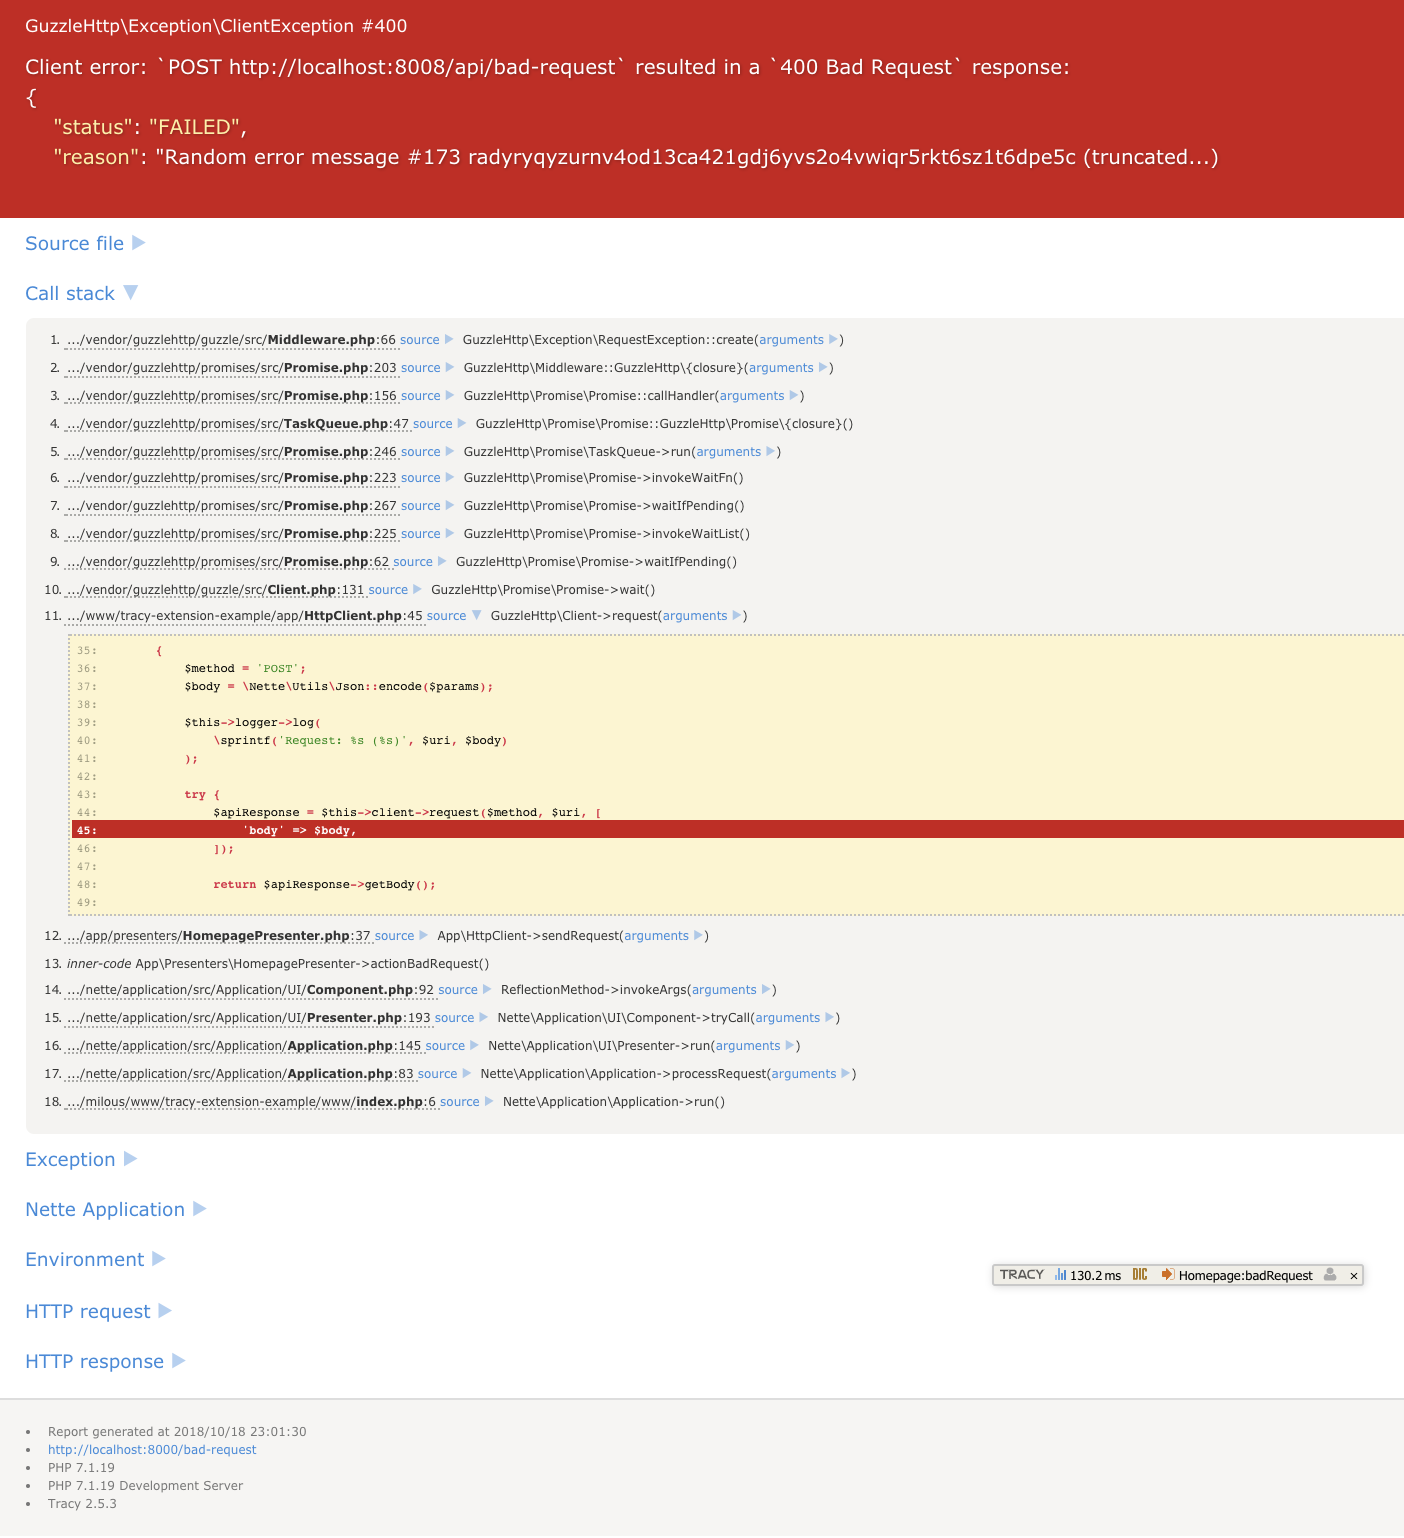 GuzzleHttp\Exception\ClientException #400
Client error: `POST http://localhost:8008/api/bad-request` resulted in a `400 Bad Request` response:
{
"status": "FAILED",
"reason": "Random error message #173 radyryqyzurnv4od13ca421gdj6yvs2o4vwiqr5rkt6sz1t6dpe5c (truncated...)
Source file
Call stack
1. .../vendor/guzzlehttp/guzzle/src/Middleware.php:66 source GuzzleHttp\Exception\RequestException::create(arguments )
2. .../vendor/guzzlehttp/promises/src/Promise.php:203 source GuzzleHttp\Middleware::GuzzleHttp\{closure}(arguments )
3. .../vendor/guzzlehttp/promises/src/Promise.php:156 source GuzzleHttp\Promise\Promise::callHandler(arguments )
4. .../vendor/guzzlehttp/promises/src/TaskQueue.php:47 source GuzzleHttp\Promise\Promise::GuzzleHttp\Promise\{closure}()
5. .../vendor/guzzlehttp/promises/src/Promise.php:246 source GuzzleHttp\Promise\TaskQueue->run(arguments )
6. .../vendor/guzzlehttp/promises/src/Promise.php:223 source GuzzleHttp\Promise\Promise->invokeWaitFn()
7. .../vendor/guzzlehttp/promises/src/Promise.php:267 source GuzzleHttp\Promise\Promise->waitIfPending()
8. .../vendor/guzzlehttp/promises/src/Promise.php:225 source GuzzleHttp\Promise\Promise->invokeWaitList()
9. .../vendor/guzzlehttp/promises/src/Promise.php:62 source GuzzleHttp\Promise\Promise->waitIfPending()
10. .../vendor/guzzlehttp/guzzle/src/Client.php:131 source GuzzleHttp\Promise\Promise->wait()
11. .../www/tracy-extension-example/app/HttpClient.php:45 source GuzzleHttp\Client->request(arguments )
35: {
36: $method = 'POST';
37: $body = \Nette\Utils\Json::encode($params);
38:
39: $this->logger->log(
40: \sprintf('Request: %s (%s)', $uri, $body)
41: );
42:
43: try {
44: $apiResponse = $this->client->request($method, $uri, [
45: 'body' => $body,
46: ]);
47:
48: return $apiResponse->getBody();
49:
12. .../app/presenters/HomepagePresenter.php:37 source App\HttpClient->sendRequest(arguments )
13. inner-code App\Presenters\HomepagePresenter->actionBadRequest()
14. .../nette/application/src/Application/UI/Component.php:92 source ReflectionMethod->invokeArgs(arguments )
15. .../nette/application/src/Application/UI/Presenter.php:193 source Nette\Application\UI\Component->tryCall(arguments )
16. .../nette/application/src/Application/Application.php:145 source Nette\Application\UI\Presenter->run(arguments )
17. .../nette/application/src/Application/Application.php:83 source Nette\Application\Application->processRequest(arguments )
18. .../milous/www/tracy-extension-example/www/index.php:6 source Nette\Application\Application->run()
Exception
Nette Application
Environment
TRACY 130.2 ms DIC Homepage:badRequest ×
HTTP request
HTTP response
• Report generated at 2018/10/18 23:01:30
• http://localhost:8000/bad-request
• PHP 7.1.19
• PHP 7.1.19 Development Server
• Tracy 2.5.3